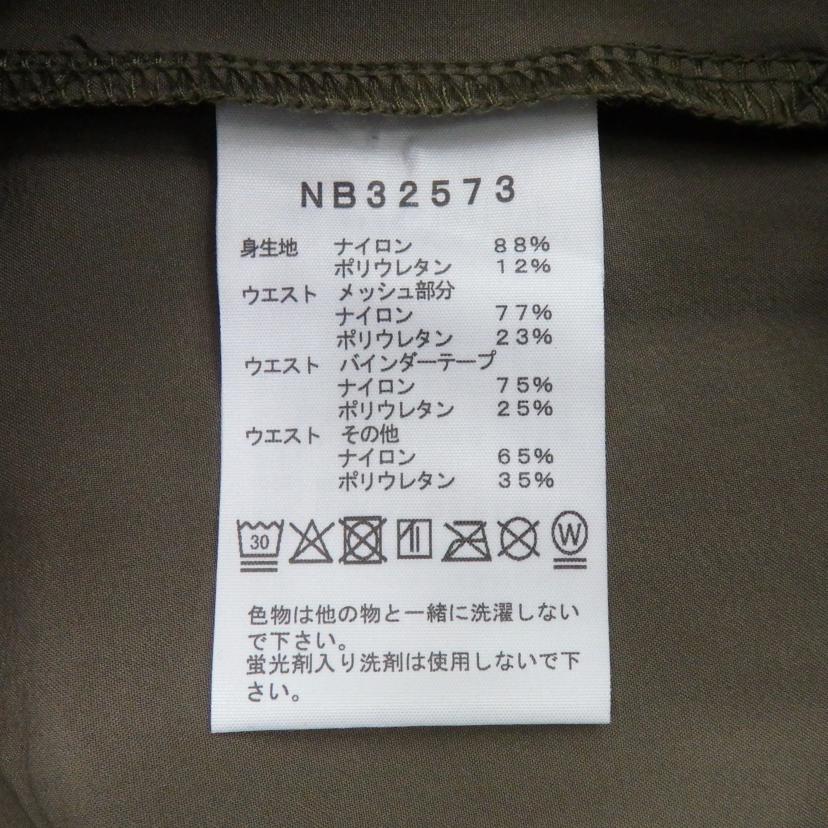 NB32573
身生地 ナイロン 88%
ポリウレタン 12%
ウエスト メッシュ部分
ナイロン 77%
ポリウレタン 23%
ウエスト バインダーテープ
ナイロン 75%
ポリウレタン 25%
ウエスト その他
ナイロン 65%
ポリウレタン 35%
30 W
色物は他の物と一緒に洗濯しない
で下さい。
蛍光剤入り洗剤は使用しないで下
さい。